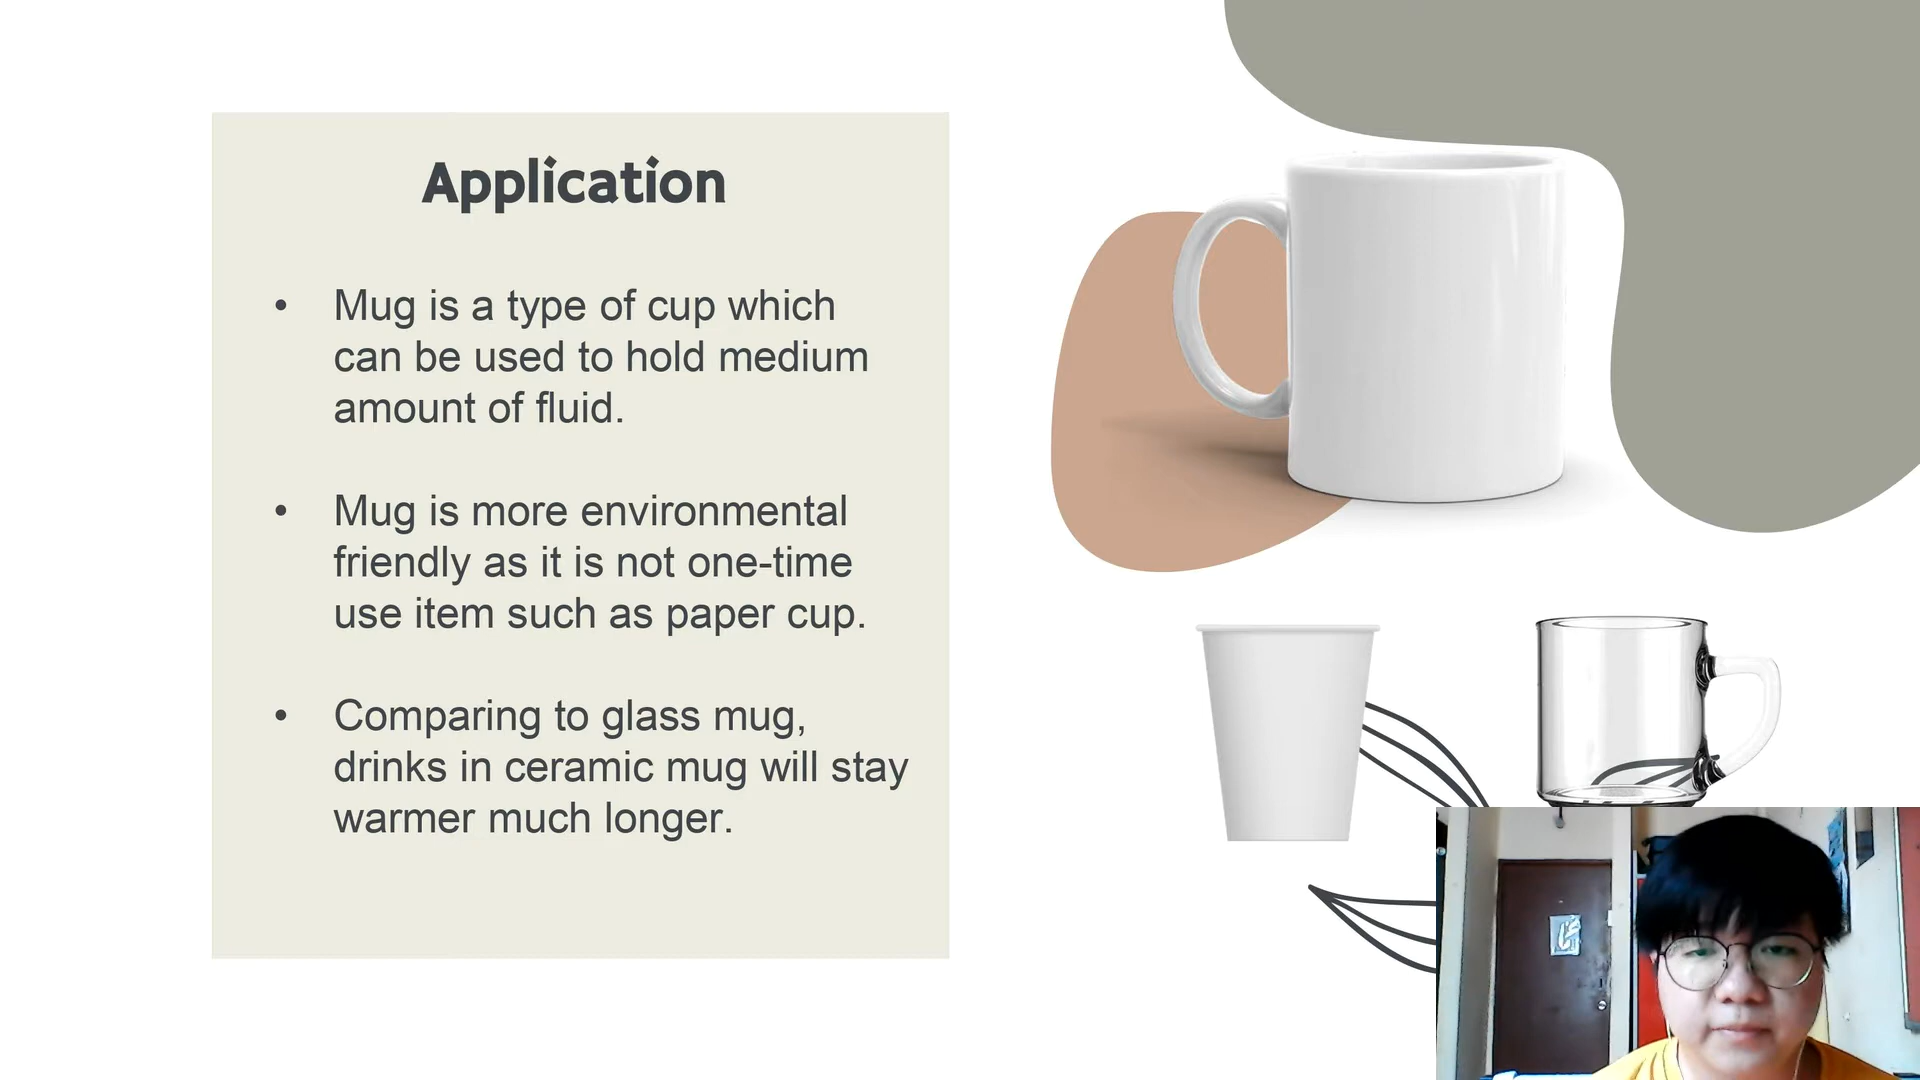 Application
• Mug is a type of cup which
can be used to hold medium
amount of fluid.
• Mug is more environmental
friendly as it is not one-time
use item such as paper cup.
• Comparing to glass mug,
drinks in ceramic mug will stay
warmer much longer.